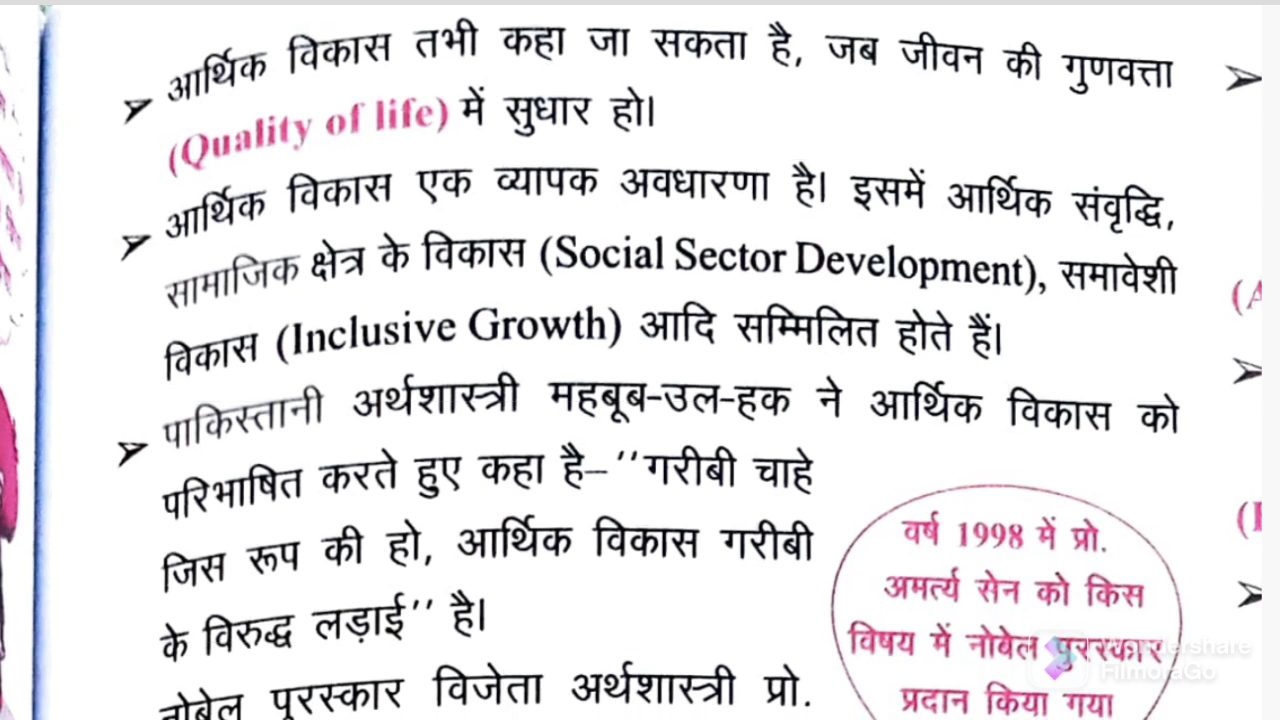 ➤ आर्थिक विकास तभी कहा जा सकता है, जब जीवन की गुणवत्ता
(Quality of life) में सुधार हो।
➤ आर्थिक विकास एक व्यापक अवधारणा है। इसमें आर्थिक संवृद्धि,
सामाजिक क्षेत्र के विकास (Social Sector Development), समावेशी
विकास (Inclusive Growth) आदि सम्मिलित होते हैं।
➤ पाकिस्तानी अर्थशास्त्री महबूब-उल-हक ने आर्थिक विकास को
परिभाषित करते हुए कहा है–''गरीबी चाहे
जिस रूप की हो, आर्थिक विकास गरीबी
के विरुद्ध लड़ाई'' है।
नोबेल पुरस्कार विजेता अर्थशास्त्री प्रो.
वर्ष 1998 में प्रो.
अमर्त्य सेन को किस
विषय में नोबेल पुरस्कार
प्रदान किया गया
Wondershare
FilmoraGo